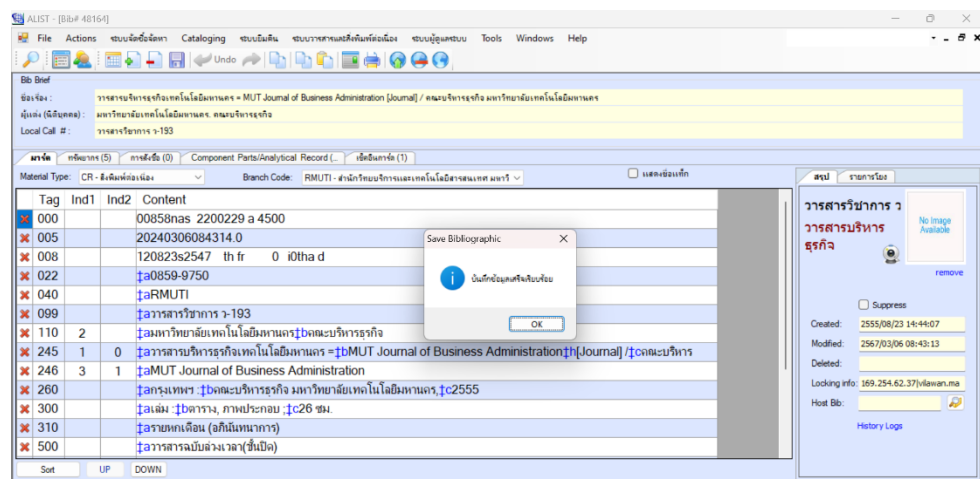 ALIST - [Bib# 48164]
File Actions ระบบจัดซื้อจัดหา Cataloging ระบบยืมคืน ระบบวารสารและสิ่งพิมพ์ต่อเนื่อง ระบบผู้ดูแลระบบ Tools Windows Help
Undo
Bib Brief
ชื่อเรื่อง : วารสารบริหารธุรกิจเทคโนโลยีมหานคร = MUT Journal of Business Administration [Journal] / คณะบริหารธุรกิจ มหาวิทยาลัยเทคโนโลยีมหานคร
ผู้แต่ง (นิติบุคคล) : มหาวิทยาลัยเทคโนโลยีมหานคร. คณะบริหารธุรกิจ
Local Call # : วารสารวิชาการ ว-193
มาร์ค ทรัพยากร (5) การสั่งซื้อ (0) Component Parts/Analytical Record (... เช็คอินการ์ด (1)
Material Type: CR - สิ่งพิมพ์ต่อเนื่อง Branch Code: RMUTI - สำนักวิทยบริการและเทคโนโลยีสารสนเทศ มหาวิ แสดงช่อแท็ก
สรุป รายการโยง
Tag Ind1 Ind2 Content
000 00858nas 2200229 a 4500
005 20240306084314.0
008 120823s2547 th fr 0 i0tha d
022 ‡a0859-9750
040 ‡aRMUTI
099 ‡aวารสารวิชาการ ว-193
110 2 ‡aมหาวิทยาลัยเทคโนโลยีมหานคร‡bคณะบริหารธุรกิจ
245 1 0 ‡aวารสารบริหารธุรกิจเทคโนโลยีมหานคร =‡bMUT Journal of Business Administration‡h[Journal] /‡cคณะบริหาร
246 3 1 ‡aMUT Journal of Business Administration
260 ‡aกรุงเทพฯ :‡bคณะบริหารธุรกิจ มหาวิทยาลัยเทคโนโลยีมหานคร,‡c2555
300 ‡aเล่ม :‡bตาราง, ภาพประกอบ ;‡c26 ซม.
310 ‡aรายหกเดือน (อภินันทนาการ)
500 ‡aวารสารฉบับล่วงเวลา(ชั้นปิด)
Sort UP DOWN
Save Bibliographic
บันทึกข้อมูลเสร็จเรียบร้อย
OK
วารสารวิชาการ ว
วารสารบริหาร
ธุรกิจ
No Image
Available
remove
Suppress
Created: 2555/08/23 14:44:07
Modified: 2567/03/06 08:43:13
Deleted:
Locking info: 169.254.62.37|vilawan.ma
Host Bib:
History Logs